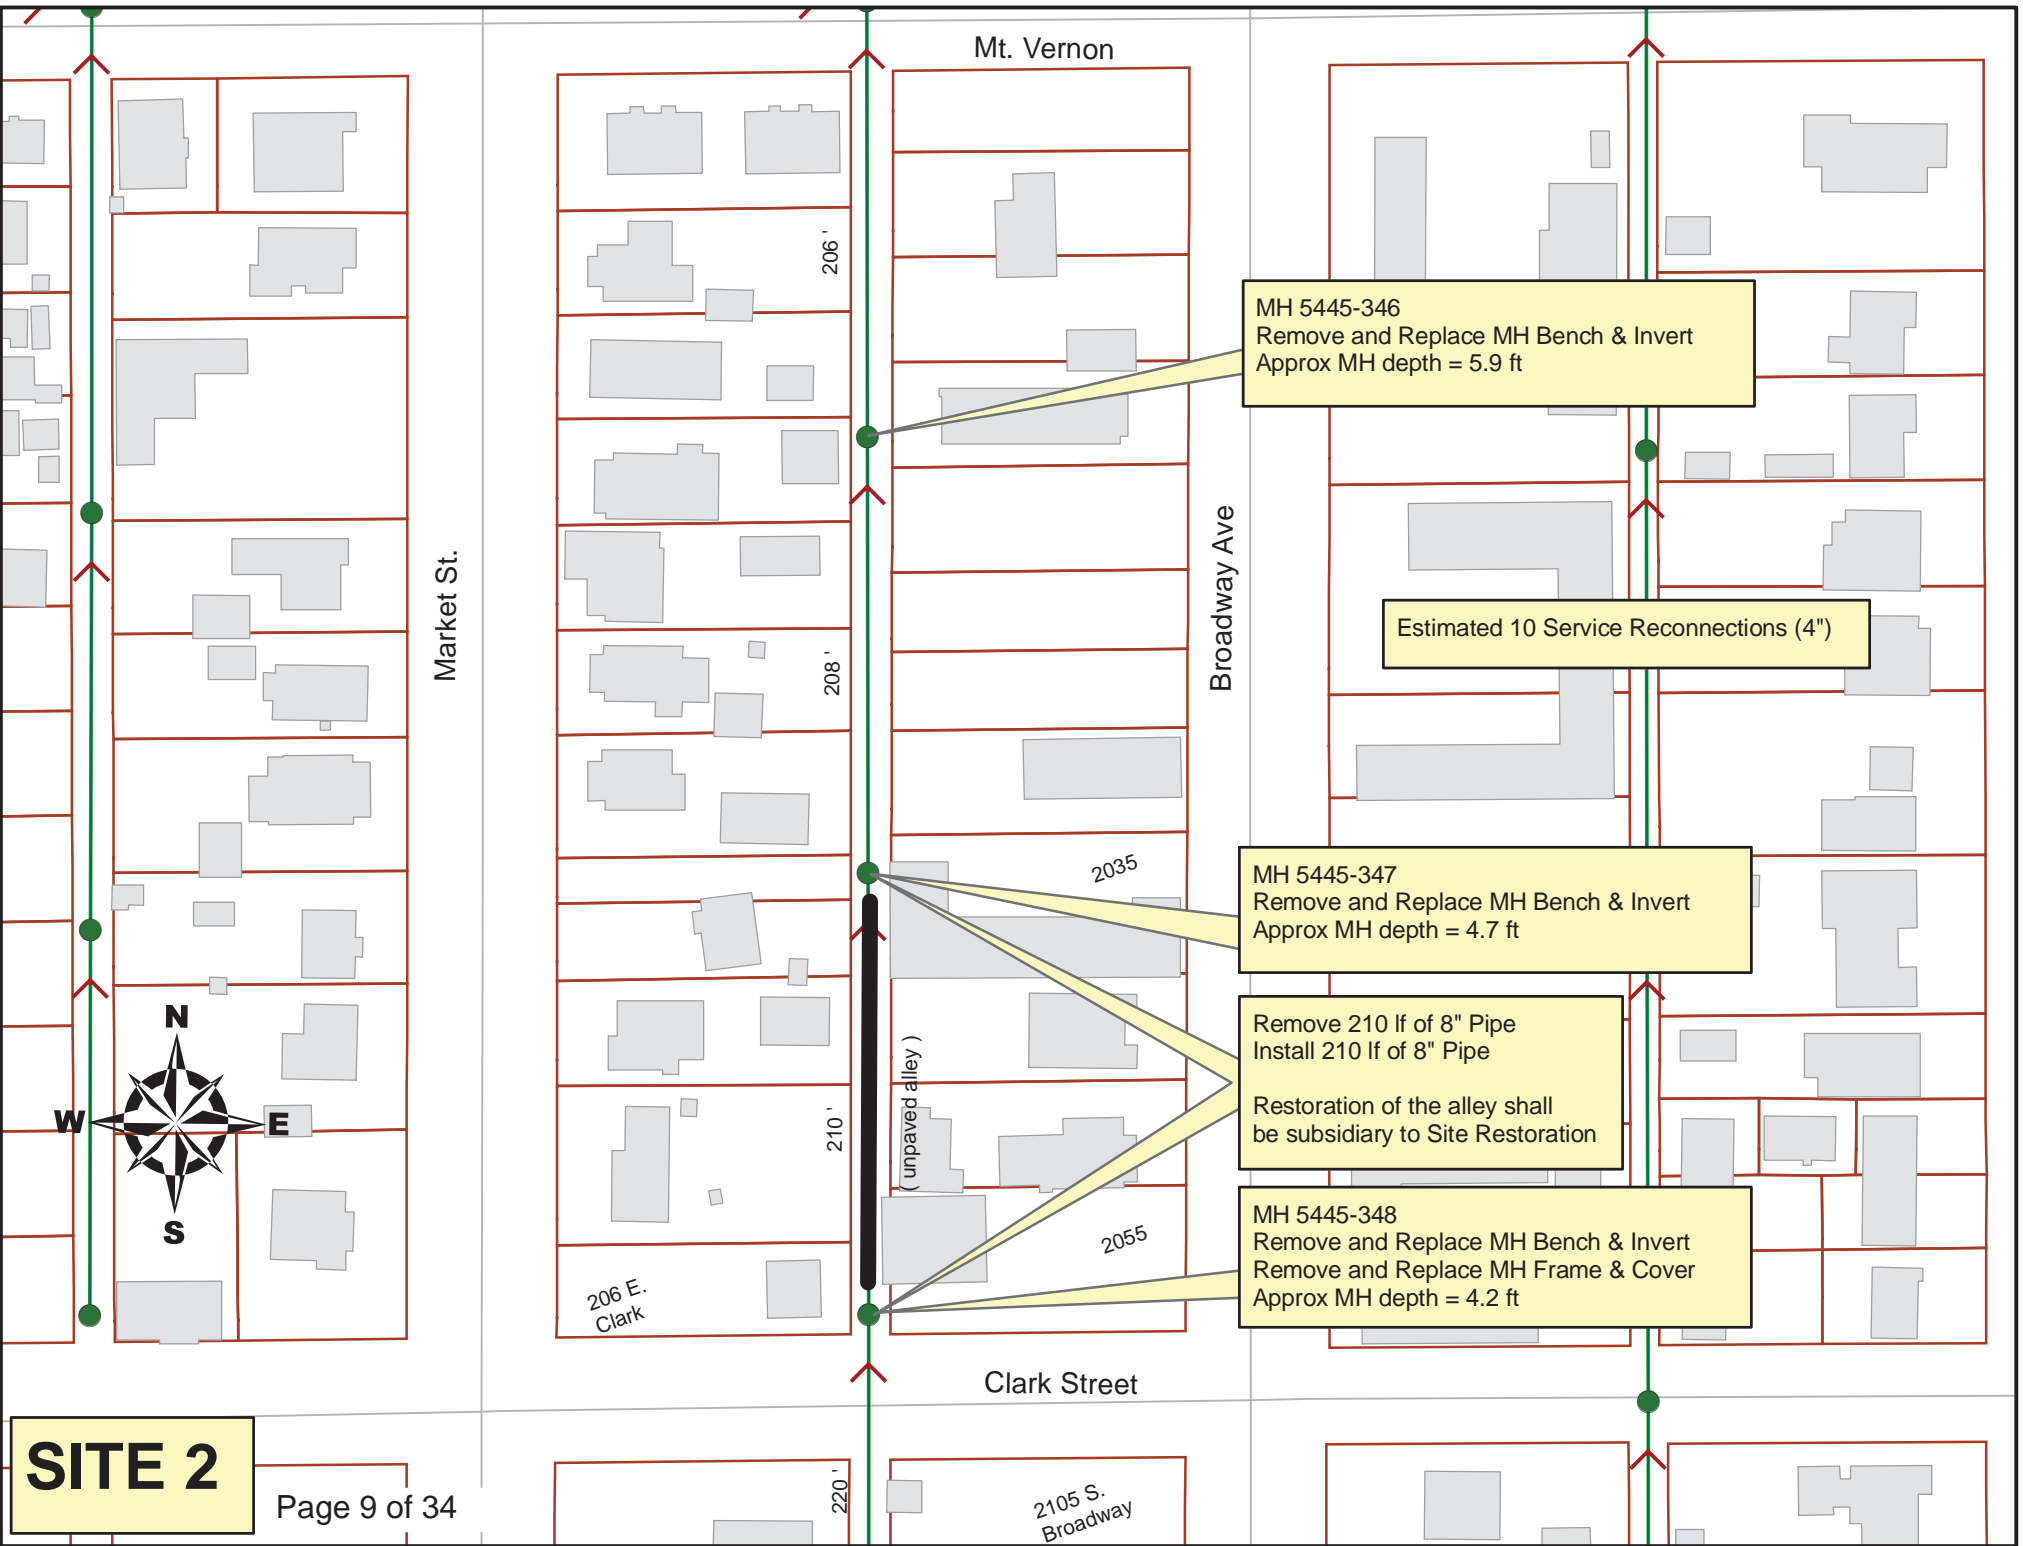 Mt. Vernon
206 '
MH 5445-346
Remove and Replace MH Bench & Invert
Approx MH depth = 5.9 ft
Market St.
208 '
Broadway Ave
Estimated 10 Service Reconnections (4")
2035
MH 5445-347
Remove and Replace MH Bench & Invert
Approx MH depth = 4.7 ft
N
W
E
S
210 '
( unpaved alley )
Remove 210 lf of 8" Pipe
Install 210 lf of 8" Pipe
Restoration of the alley shall
be subsidiary to Site Restoration
2055
MH 5445-348
Remove and Replace MH Bench & Invert
Remove and Replace MH Frame & Cover
Approx MH depth = 4.2 ft
206 E.
Clark
Clark Street
SITE 2
Page 9 of 34
220 '
2105 S.
Broadway